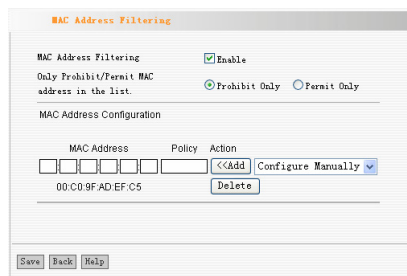 MAC Address Filtering
MAC Address Filtering Enable
Only Prohibit/Permit MAC address in the list. Prohibit Only Permit Only
MAC Address Configuration
MAC Address Policy Action
<<Add Configure Manually
00:C0:9F:AD:EF:C5 Delete
Save Back Help